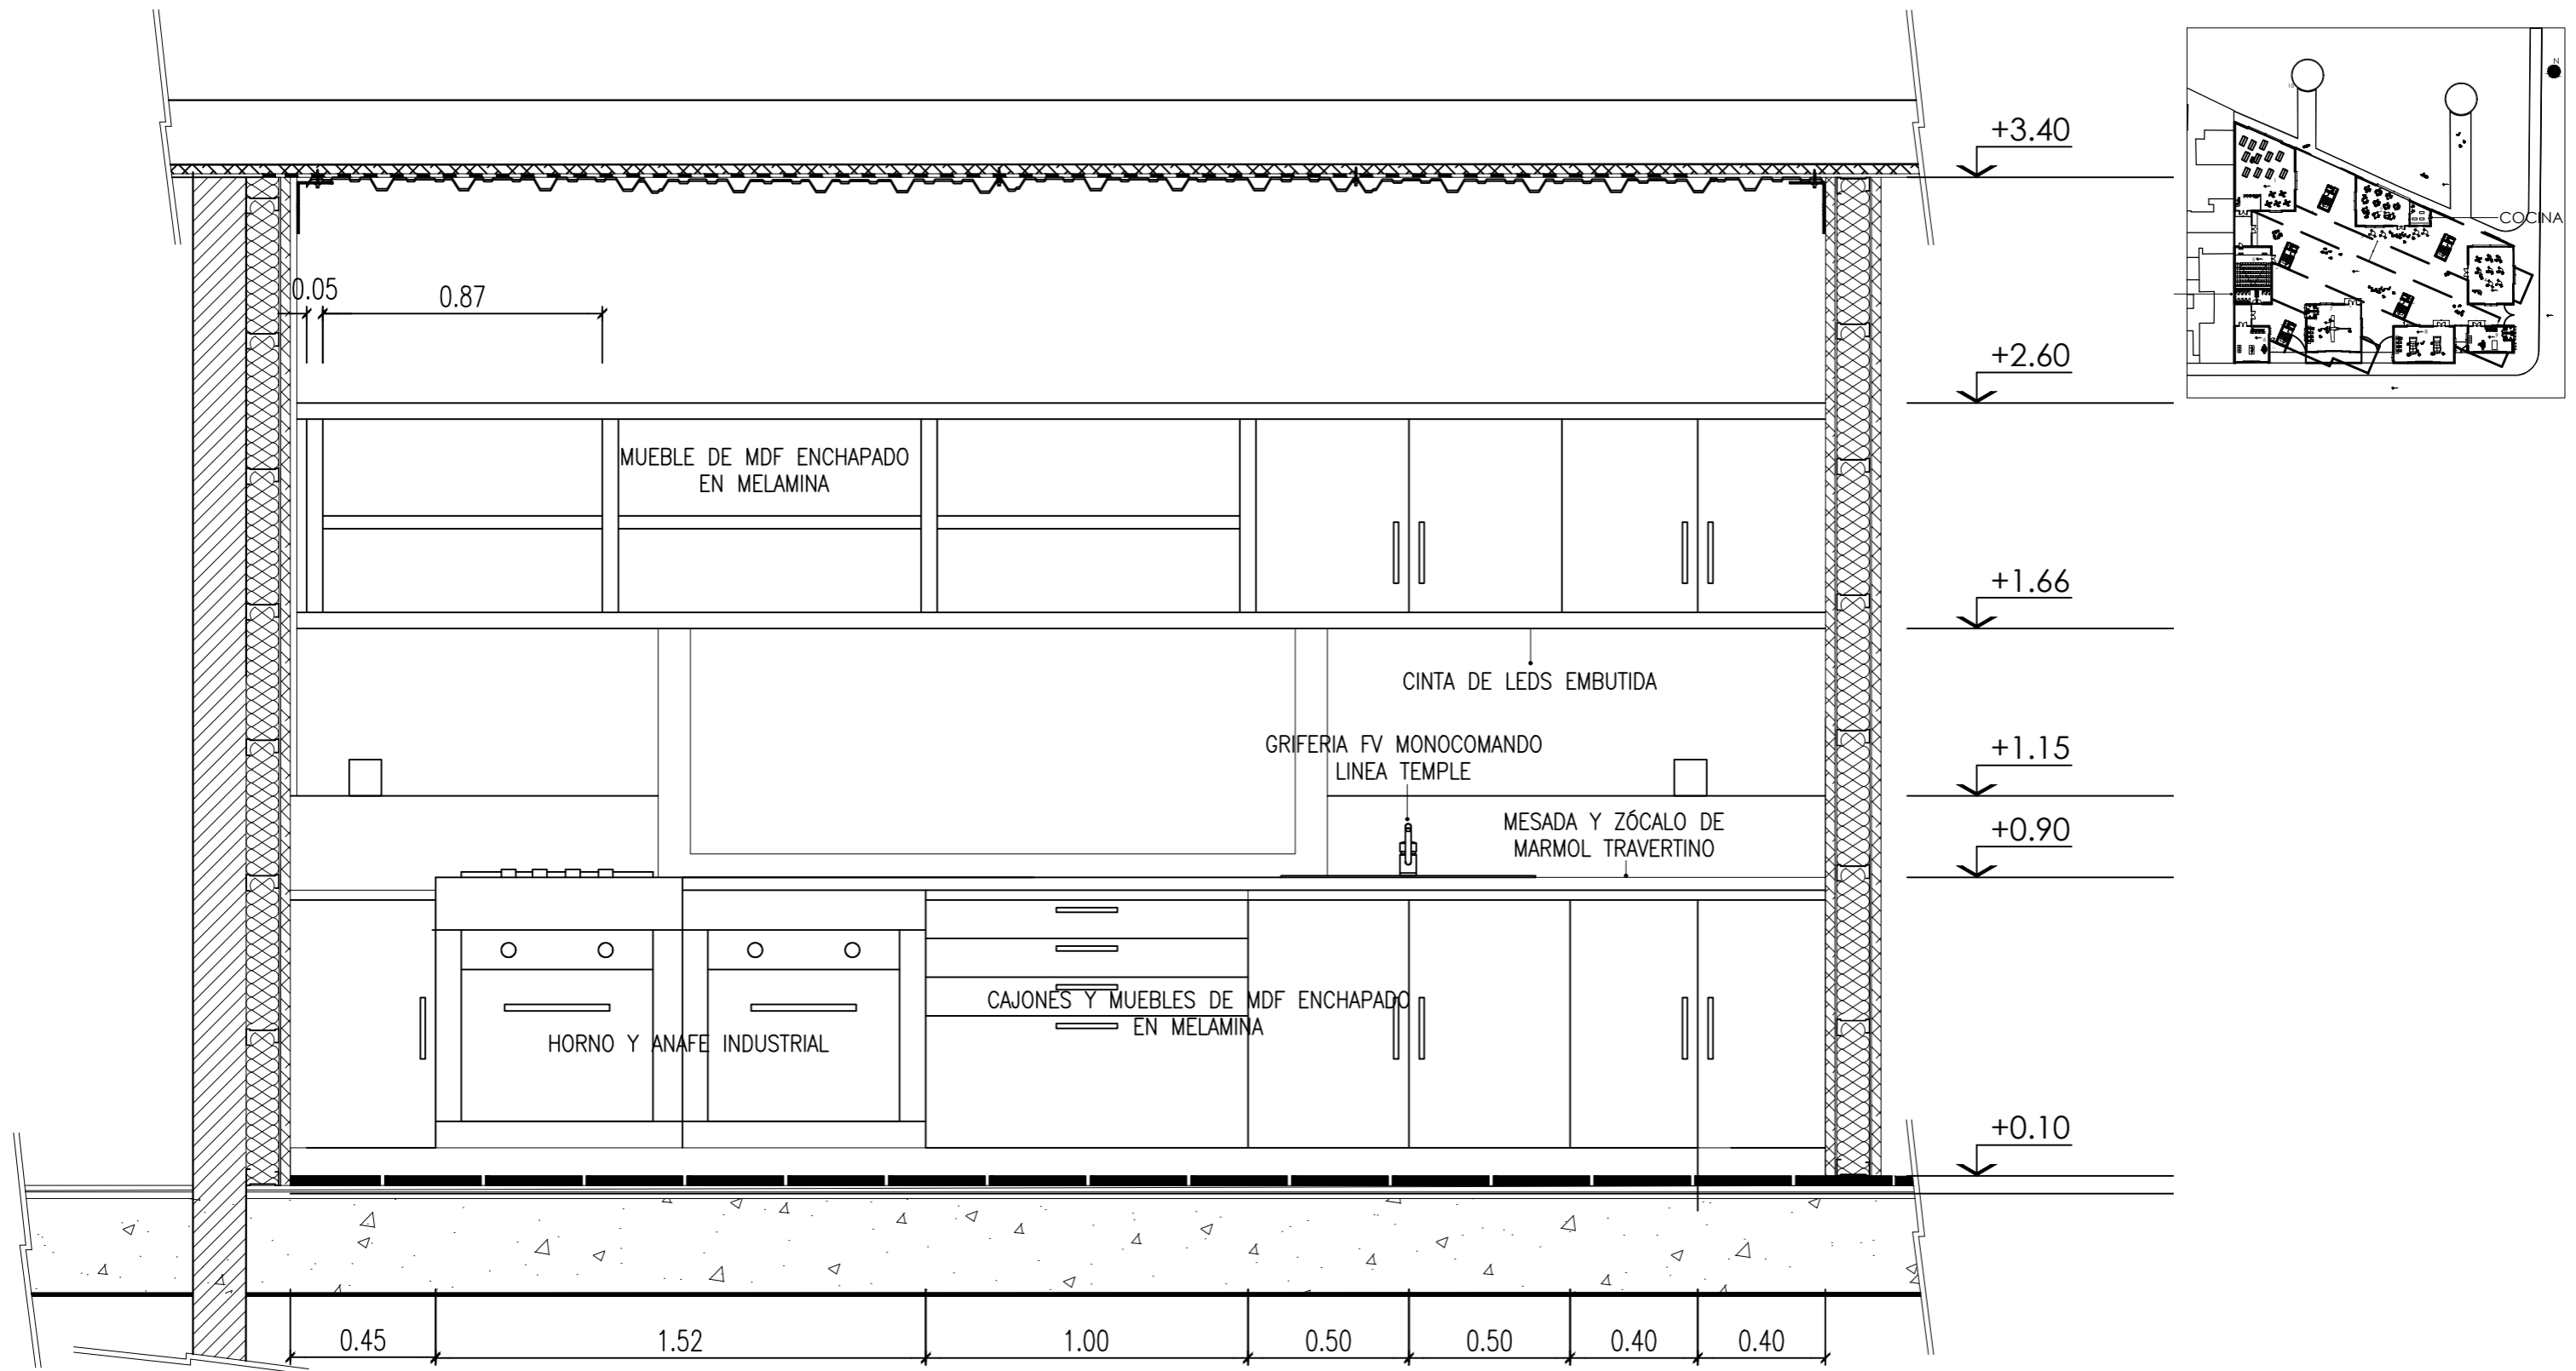 +3.40
COCINA
N
0.05
0.87
+2.60
MUEBLE DE MDF ENCHAPADO
EN MELAMINA
+1.66
CINTA DE LEDS EMBUTIDA
GRIFERIA FV MONOCOMANDO
LINEA TEMPLE
+1.15
MESADA Y ZÓCALO DE
MARMOL TRAVERTINO
+0.90
CAJONES Y MUEBLES DE MDF ENCHAPADO
EN MELAMINA
HORNO Y ANAFE INDUSTRIAL
+0.10
0.45
1.52
1.00
0.50
0.50
0.40
0.40